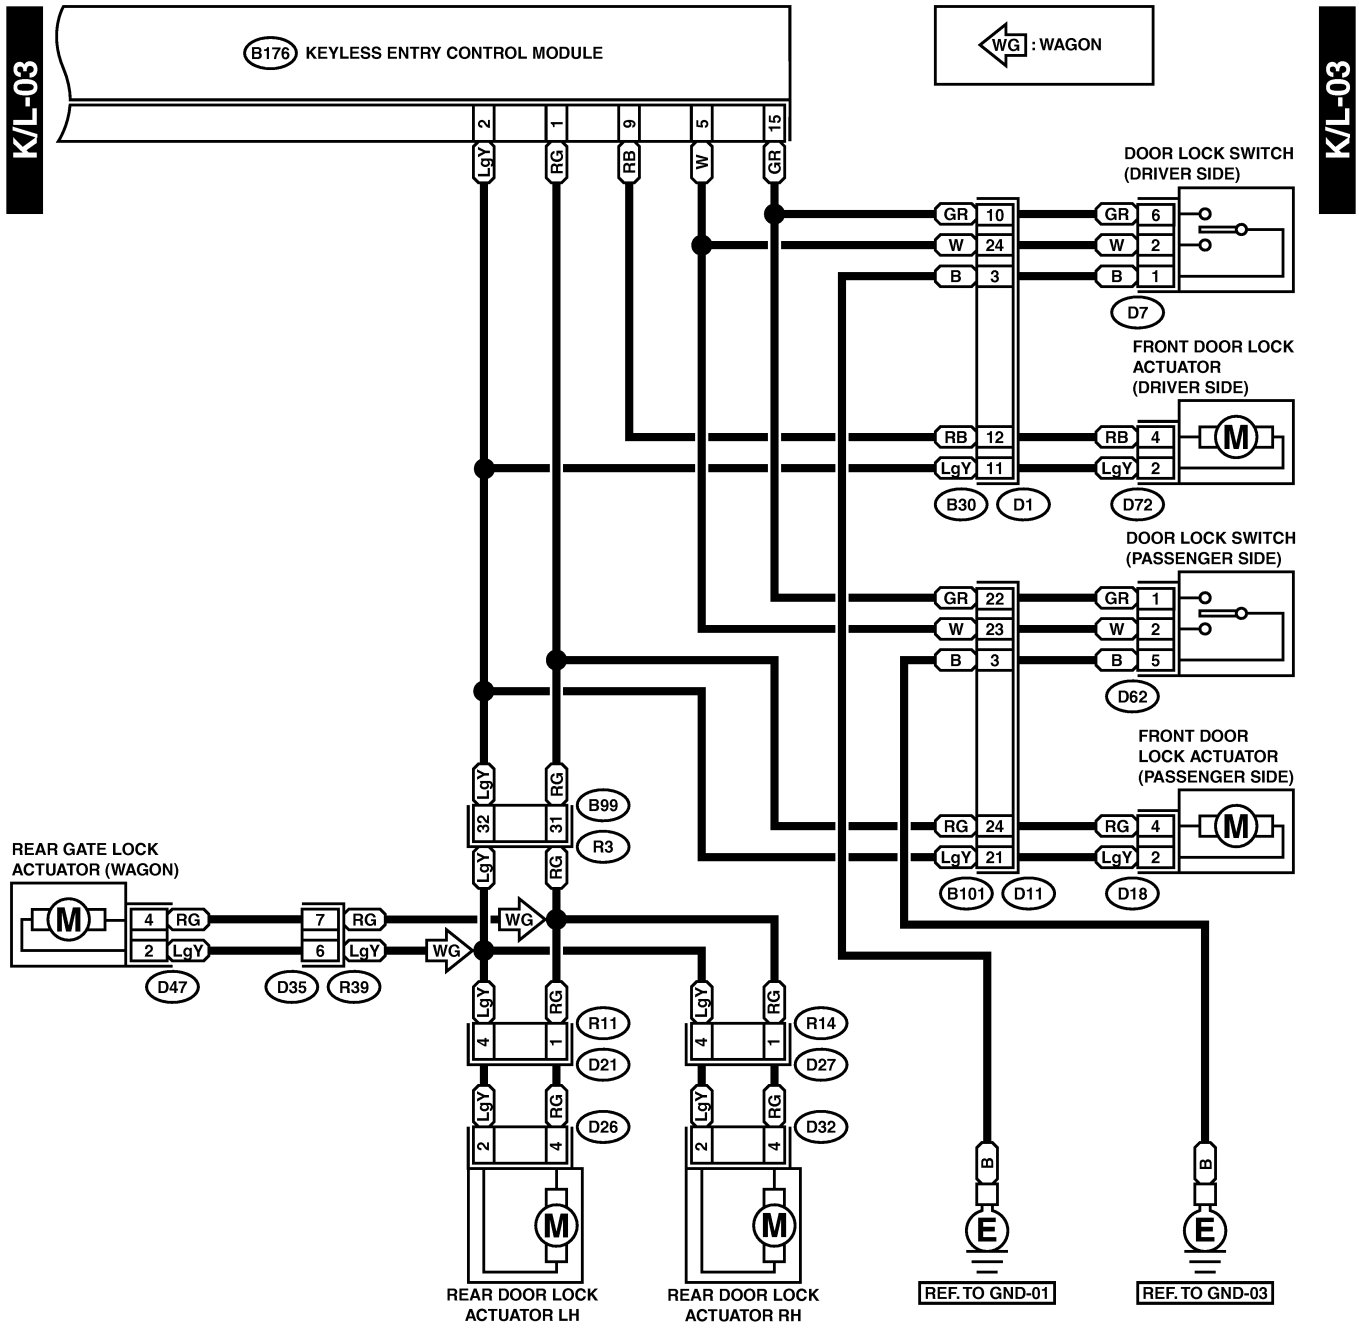 K/L-03
B176 KEYLESS ENTRY CONTROL MODULE
WG : WAGON
K/L-03
2 1 9 5 15
LgY RG RB W GR
DOOR LOCK SWITCH
(DRIVER SIDE)
GR 10 GR 6
W 24 W 2
B 3 B 1
D7
FRONT DOOR LOCK
ACTUATOR
(DRIVER SIDE)
RB 12 RB 4
M
LgY 11 LgY 2
B30 D1 D72
DOOR LOCK SWITCH
(PASSENGER SIDE)
GR 22 GR 1
W 23 W 2
B 3 B 5
D62
FRONT DOOR
LOCK ACTUATOR
(PASSENGER SIDE)
RG 24 RG 4
M
LgY 21 LgY 2
B101 D11 D18
LgY RG
B99
32 31
R3
LgY RG
REAR GATE LOCK
ACTUATOR (WAGON)
M
4 RG 7 RG WG
2 LgY 6 LgY WG
D47 D35 R39
LgY RG LgY RG
R11 R14
4 1 4 1
D21 D27
LgY RG LgY RG
D26 D32
2 4 2 4
M M
REAR DOOR LOCK
ACTUATOR LH
REAR DOOR LOCK
ACTUATOR RH
B B
E E
REF. TO GND-01
REF. TO GND-03